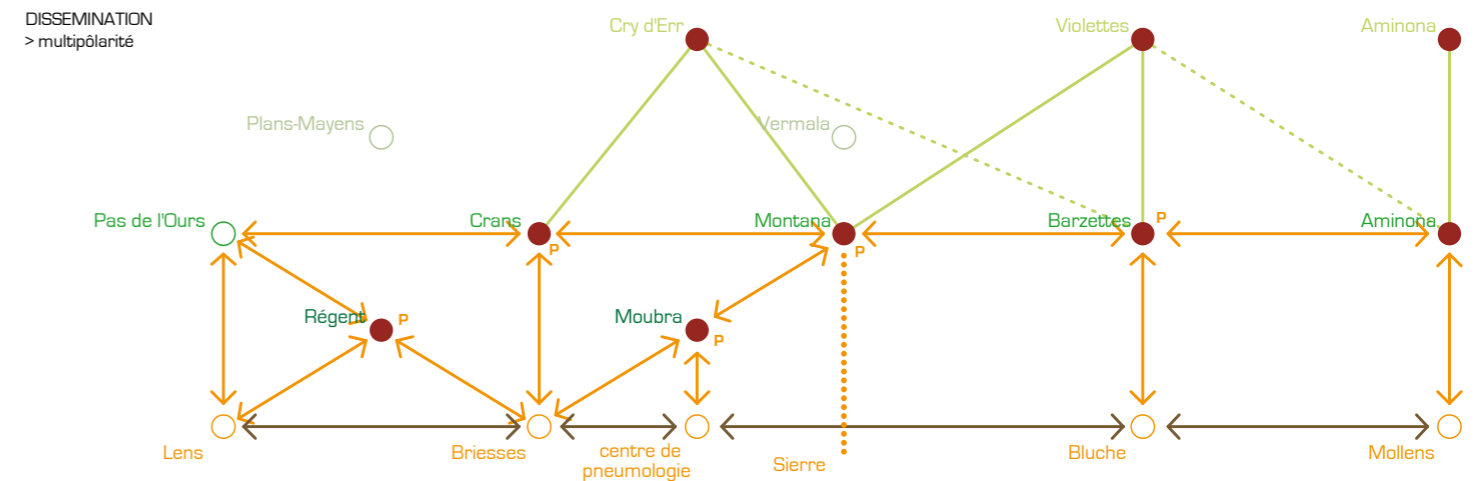 DISSEMINATION
> multipôlarité
Cry d'Err
Violettes
Aminona
Plans-Mayens
Vermala
Pas de l'Ours
Crans
P
Montana
P
Barzettes
P
Aminona
Régent
P
Moubra
P
Lens
Briesses
centre de
pneumologie
Sierre
Bluche
Mollens